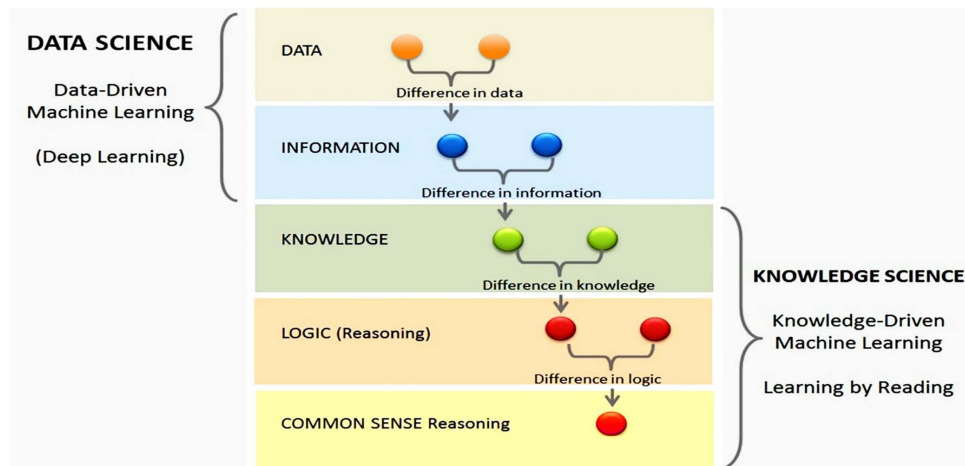 DATA SCIENCE
Data-Driven
Machine Learning
(Deep Learning)
DATA
Difference in data
INFORMATION
Difference in information
KNOWLEDGE
Difference in knowledge
LOGIC (Reasoning)
Difference in logic
COMMON SENSE Reasoning
KNOWLEDGE SCIENCE
Knowledge-Driven
Machine Learning
Learning by Reading